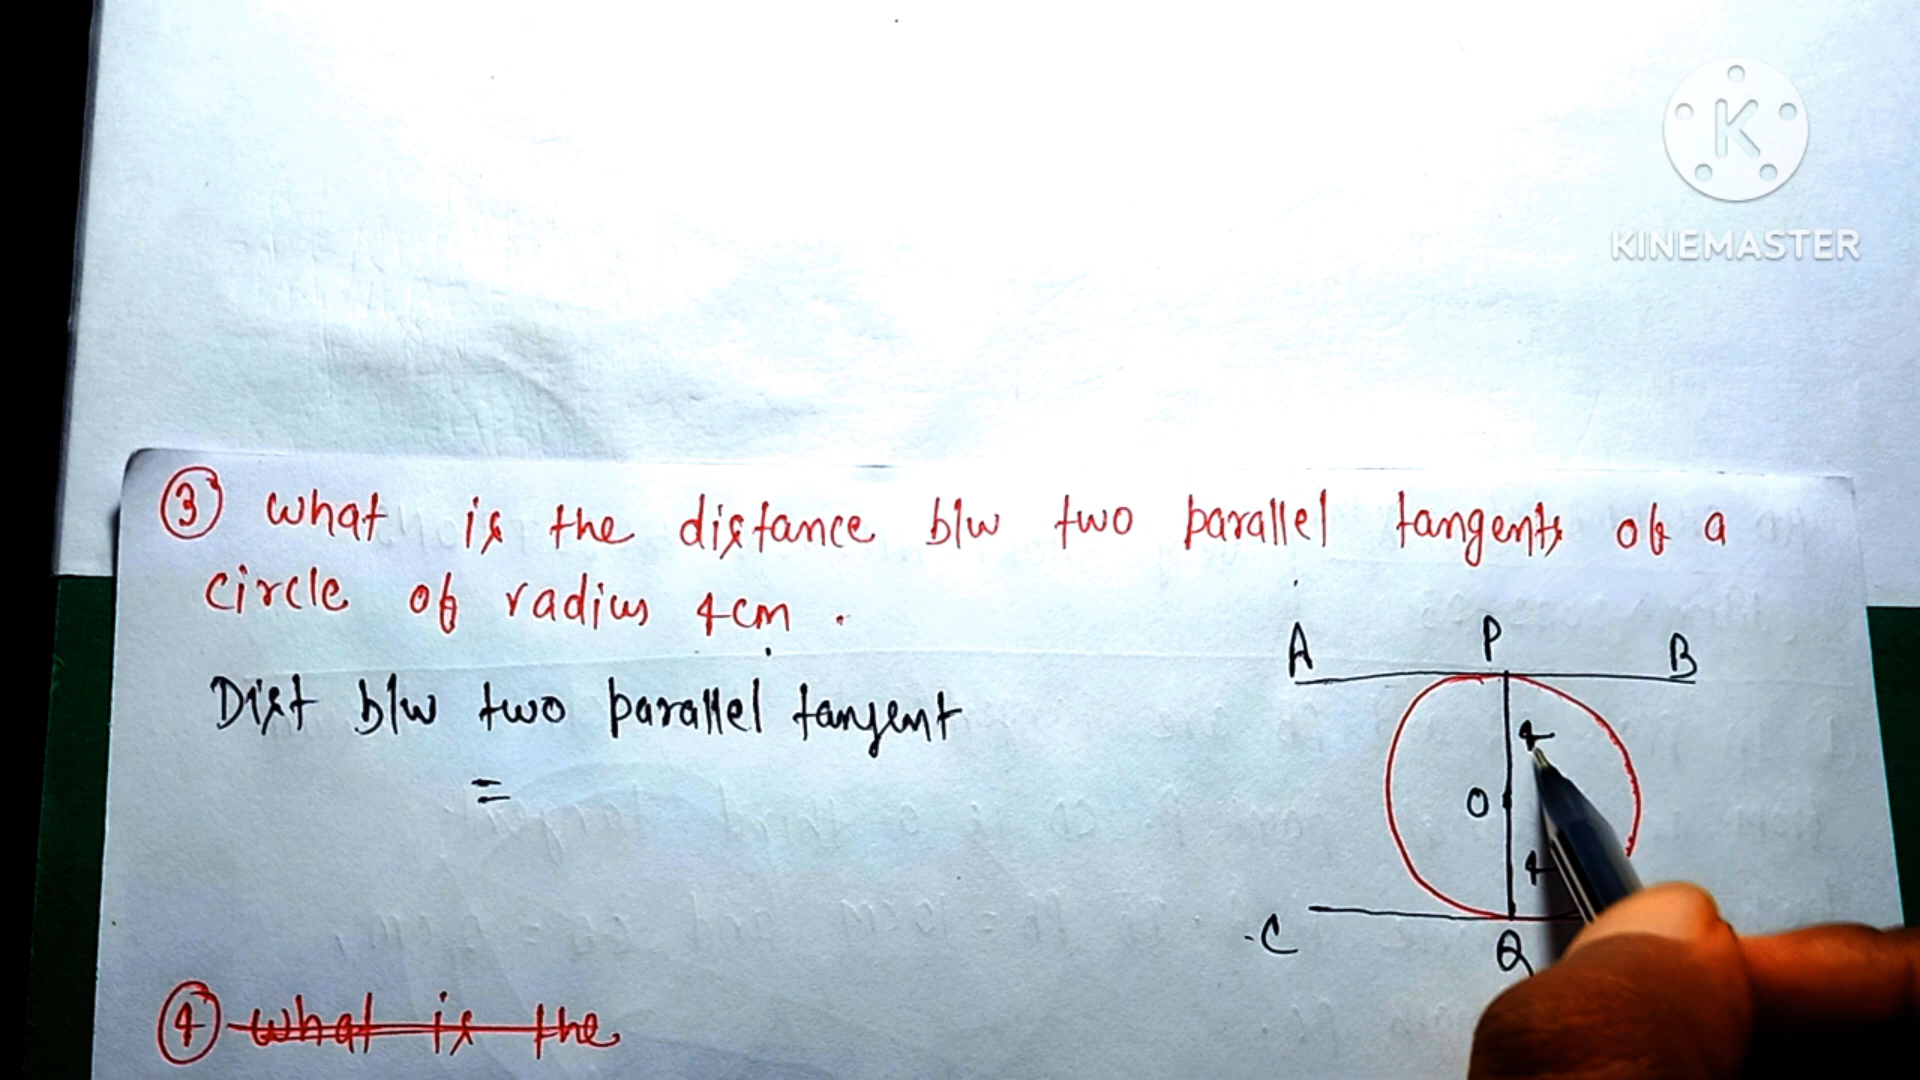 K
KINEMASTER
③ what is the distance b/w two parallel tangents of a
circle of radius 4cm .
Dist b/w two parallel tangent
=
A P B
4
O
4
C Q
④ what is the